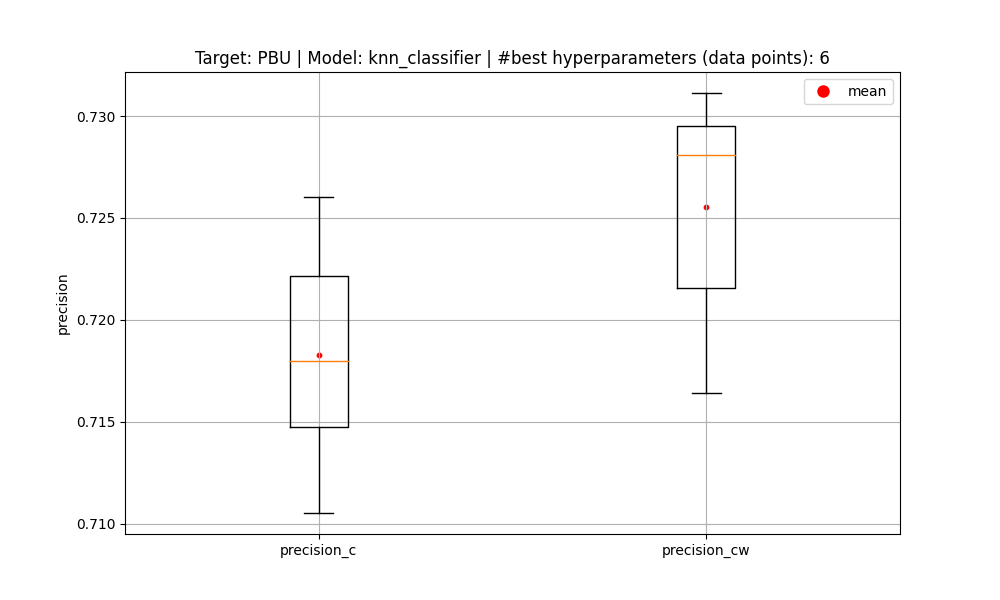 Target: PBU | Model: knn_classifier | #best hyperparameters (data points): 6
mean
0.730
0.725
0.720
0.715
0.710
precision
precision_c
precision_cw